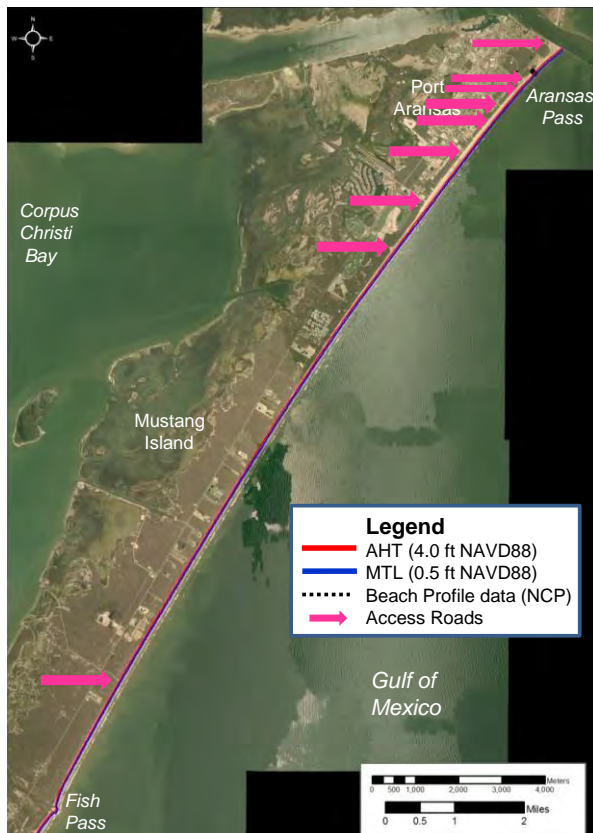 N
W E
S
Port
Aransas
Aransas
Pass
Corpus
Christi
Bay
Mustang
Island
Legend
AHT (4.0 ft NAVD88)
MTL (0.5 ft NAVD88)
Beach Profile data (NCP)
Access Roads
Gulf of
Mexico
Meters
0 500 1,000 2,000 3,000 4,000
Miles
0 0.5 1 2
Fish
Pass